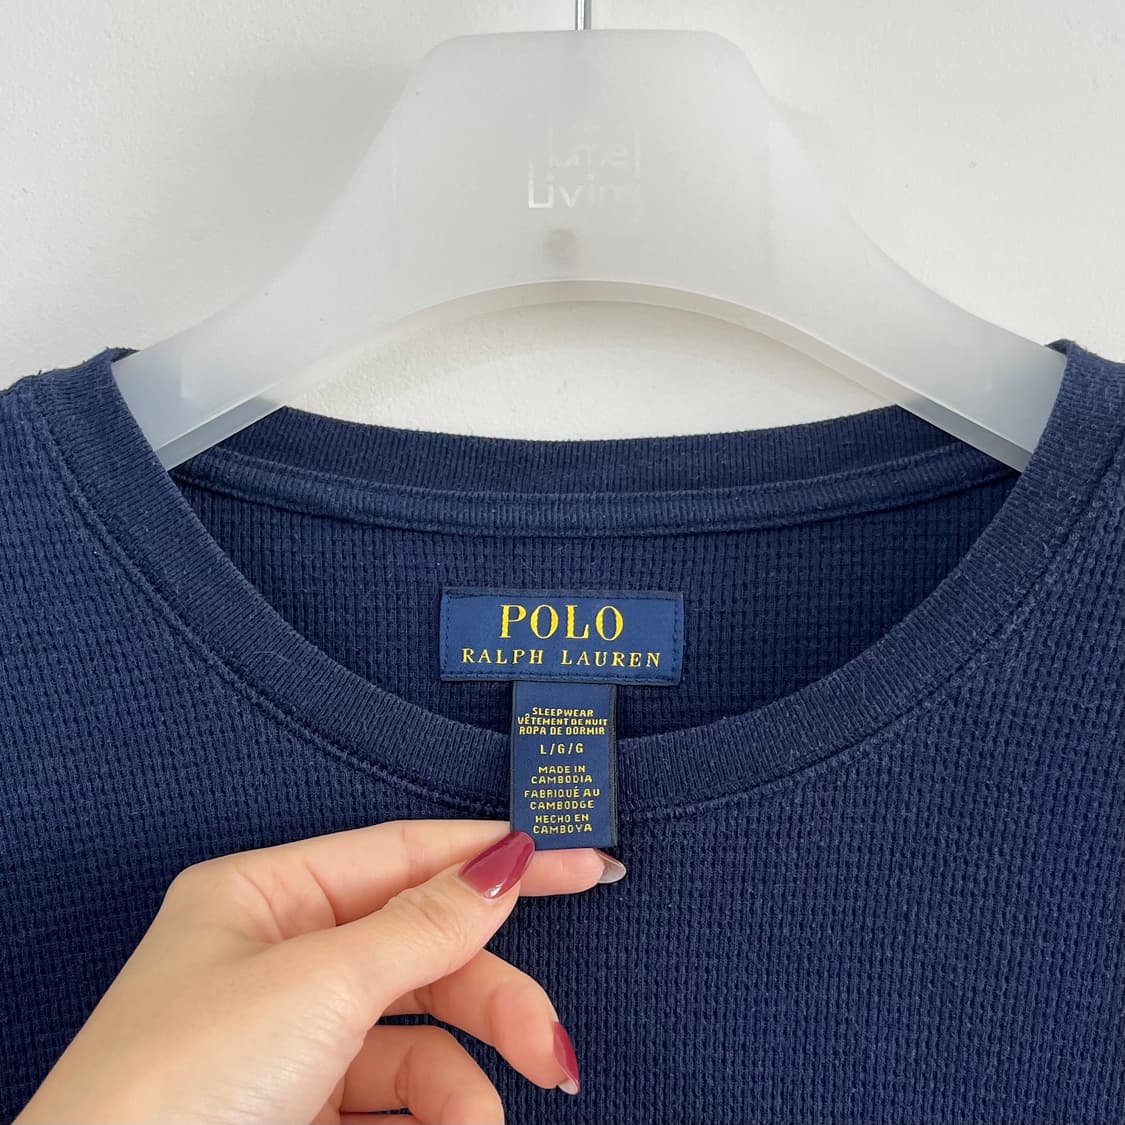 Living
POLO
RALPH LAUREN
SLEEPWEAR
VÊTEMENT DE NUIT
ROPA DE DORMIR
L/G/G
MADE IN
CAMBODIA
FABRIQUÉ AU
CAMBODGE
HECHO EN
CAMBOYA